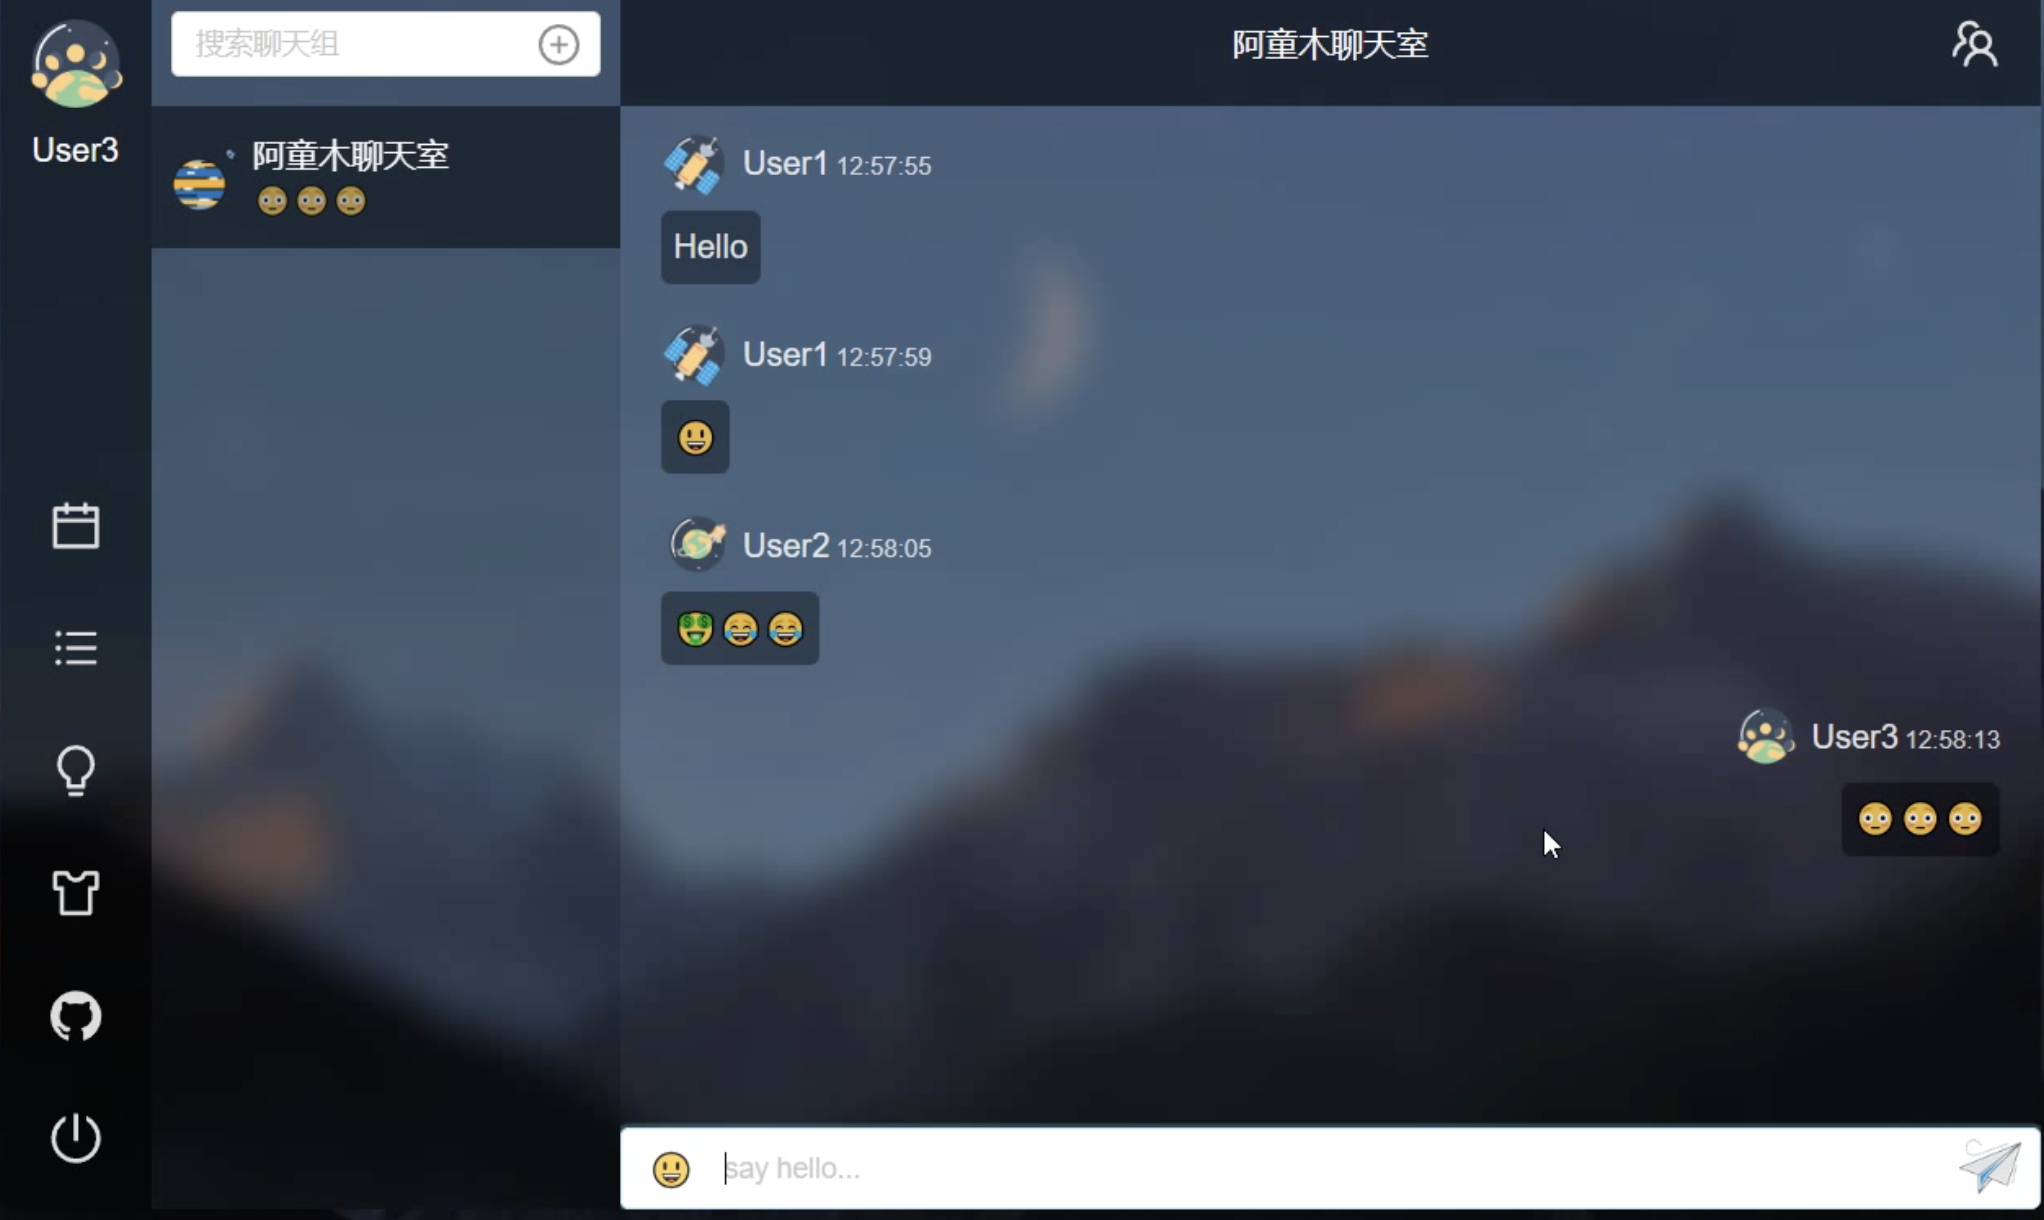 User3
搜索聊天组
阿童木聊天室
😳😳😳
阿童木聊天室
User1 12:57:55
Hello
User1 12:57:59
😃
User2 12:58:05
🤑😂😂
User3 12:58:13
😳😳😳
say hello...